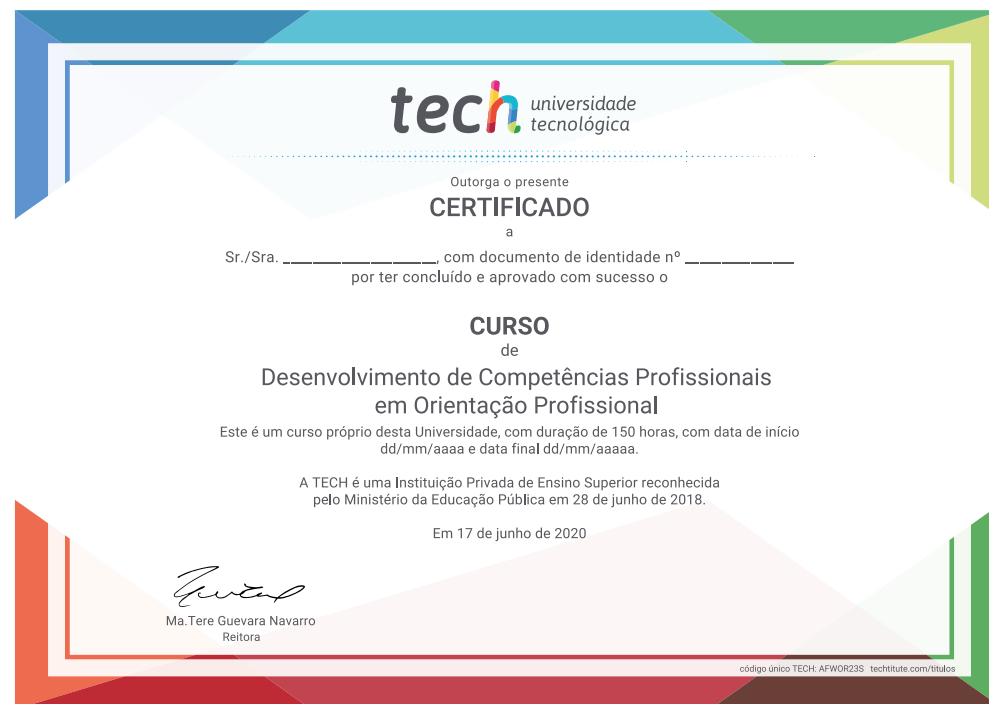 tech universidade
tecnológica
Outorga o presente
CERTIFICADO
a
Sr./Sra. ____________________, com documento de identidade nº ______________
por ter concluído e aprovado com sucesso o
CURSO
de
Desenvolvimento de Competências Profissionais
em Orientação Profissional
Este é um curso próprio desta Universidade, com duração de 150 horas, com data de início
dd/mm/aaaa e data final dd/mm/aaaaa.
A TECH é uma Instituição Privada de Ensino Superior reconhecida
pelo Ministério da Educação Pública em 28 de junho de 2018.
Em 17 de junho de 2020
Ma.Tere Guevara Navarro
Reitora
código único TECH: AFWOR23S techtitute.com/titulos